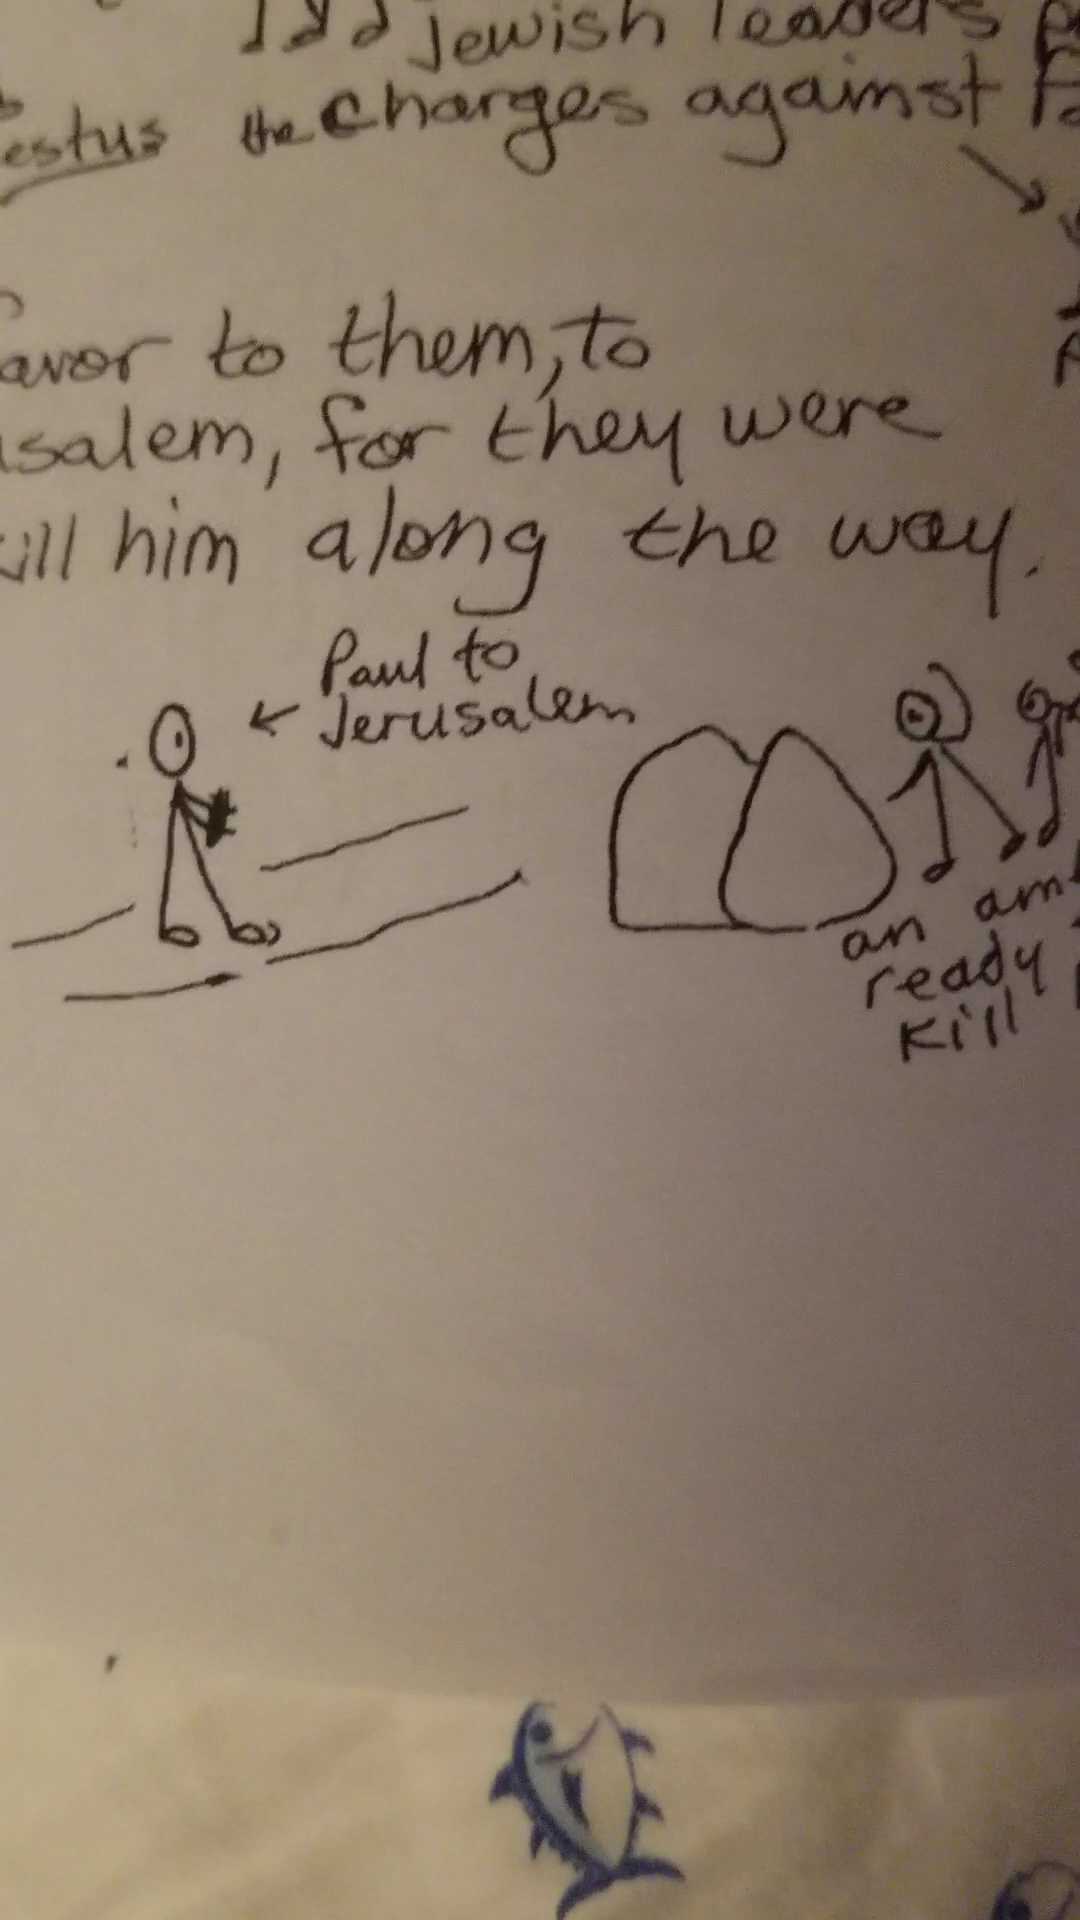 Jewish leaders
estus the charges against
avor to them, to
salem, for they were
ill him along the way.
Paul to
Jerusalem
an am
ready
kill